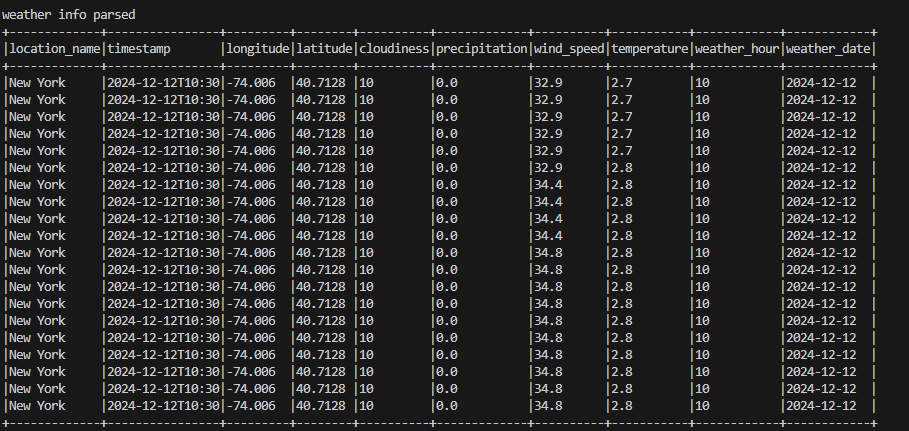 weather info parsed
+-------------+----------------+---------+--------+----------+-------------+----------+-----------+------------+------------+
|location_name|timestamp       |longitude|latitude|cloudiness|precipitation|wind_speed|temperature|weather_hour|weather_date|
+-------------+----------------+---------+--------+----------+-------------+----------+-----------+------------+------------+
|New York     |2024-12-12T10:30|-74.006  |40.7128 |10        |0.0          |32.9      |2.7        |10          |2024-12-12  |
|New York     |2024-12-12T10:30|-74.006  |40.7128 |10        |0.0          |32.9      |2.7        |10          |2024-12-12  |
|New York     |2024-12-12T10:30|-74.006  |40.7128 |10        |0.0          |32.9      |2.7        |10          |2024-12-12  |
|New York     |2024-12-12T10:30|-74.006  |40.7128 |10        |0.0          |32.9      |2.7        |10          |2024-12-12  |
|New York     |2024-12-12T10:30|-74.006  |40.7128 |10        |0.0          |32.9      |2.7        |10          |2024-12-12  |
|New York     |2024-12-12T10:30|-74.006  |40.7128 |10        |0.0          |32.9      |2.8        |10          |2024-12-12  |
|New York     |2024-12-12T10:30|-74.006  |40.7128 |10        |0.0          |34.4      |2.8        |10          |2024-12-12  |
|New York     |2024-12-12T10:30|-74.006  |40.7128 |10        |0.0          |34.4      |2.8        |10          |2024-12-12  |
|New York     |2024-12-12T10:30|-74.006  |40.7128 |10        |0.0          |34.4      |2.8        |10          |2024-12-12  |
|New York     |2024-12-12T10:30|-74.006  |40.7128 |10        |0.0          |34.4      |2.8        |10          |2024-12-12  |
|New York     |2024-12-12T10:30|-74.006  |40.7128 |10        |0.0          |34.8      |2.8        |10          |2024-12-12  |
|New York     |2024-12-12T10:30|-74.006  |40.7128 |10        |0.0          |34.8      |2.8        |10          |2024-12-12  |
|New York     |2024-12-12T10:30|-74.006  |40.7128 |10        |0.0          |34.8      |2.8        |10          |2024-12-12  |
|New York     |2024-12-12T10:30|-74.006  |40.7128 |10        |0.0          |34.8      |2.8        |10          |2024-12-12  |
|New York     |2024-12-12T10:30|-74.006  |40.7128 |10        |0.0          |34.8      |2.8        |10          |2024-12-12  |
|New York     |2024-12-12T10:30|-74.006  |40.7128 |10        |0.0          |34.8      |2.8        |10          |2024-12-12  |
|New York     |2024-12-12T10:30|-74.006  |40.7128 |10        |0.0          |34.8      |2.8        |10          |2024-12-12  |
|New York     |2024-12-12T10:30|-74.006  |40.7128 |10        |0.0          |34.8      |2.8        |10          |2024-12-12  |
|New York     |2024-12-12T10:30|-74.006  |40.7128 |10        |0.0          |34.8      |2.8        |10          |2024-12-12  |
|New York     |2024-12-12T10:30|-74.006  |40.7128 |10        |0.0          |34.8      |2.8        |10          |2024-12-12  |
+-------------+----------------+---------+--------+----------+-------------+----------+-----------+------------+------------+